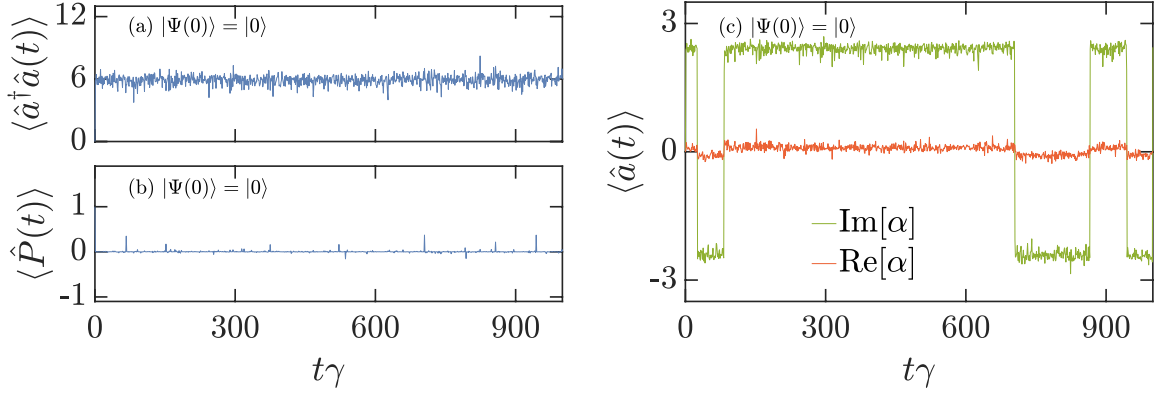 ⟨â†â(t)⟩
12
6
0
(a) |Ψ(0)⟩ = |0⟩
⟨P̂(t)⟩
1
0
-1
(b) |Ψ(0)⟩ = |0⟩
0
300
600
900
tγ
⟨â(t)⟩
3
0
-3
(c) |Ψ(0)⟩ = |0⟩
Im[α]
Re[α]
0
300
600
900
tγ